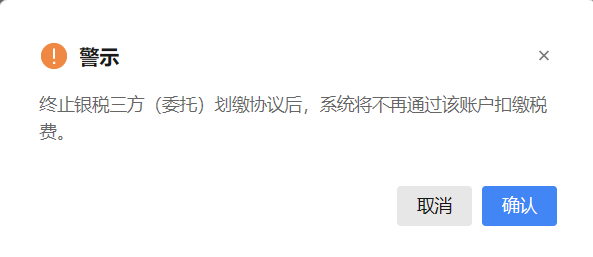 警示
终止银税三方（委托）划缴协议后，系统将不再通过该账户扣缴税
费。
取消
确认